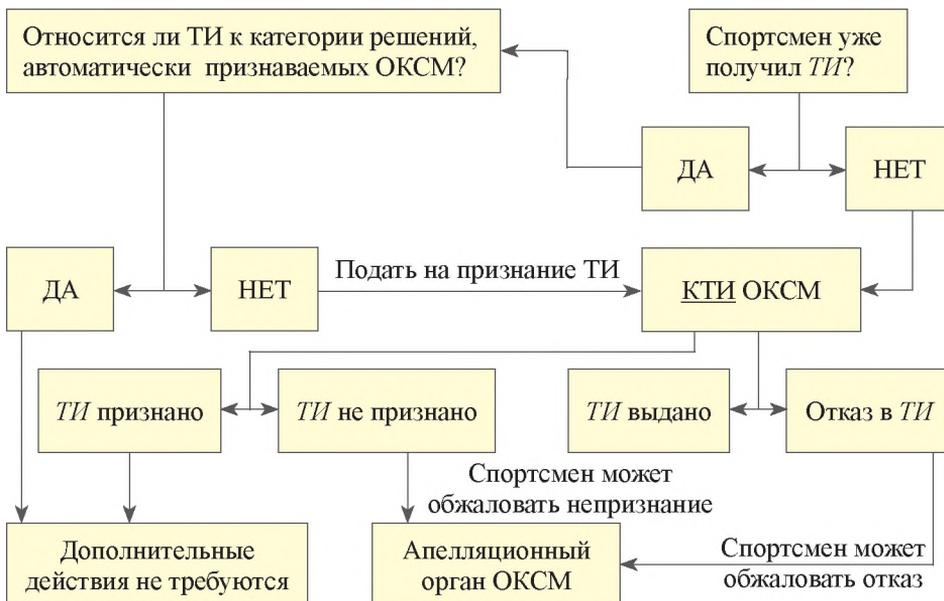 Относится ли ТИ к категории решений,
автоматически признаваемых ОКСМ?
Спортсмен уже
получил ТИ?
ДА
НЕТ
ДА
НЕТ
Подать на признание ТИ
КТИ ОКСМ
ТИ признано
ТИ не признано
ТИ выдано
Отказ в ТИ
Спортсмен может
обжаловать непризнание
Дополнительные
действия не требуются
Апелляционный
орган ОКСМ
Спортсмен может
обжаловать отказ